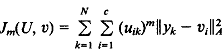 J_m(U, v) = \sum_{k=1}^{N} \sum_{i=1}^{c} (u_{ik})^m \|y_k - v_i\|_A^2